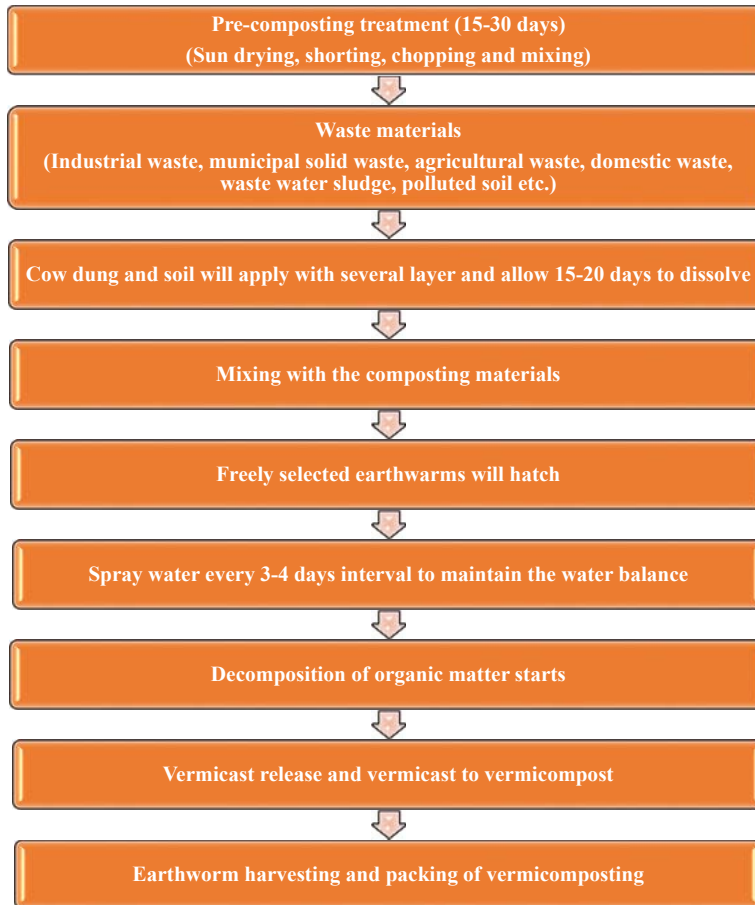 Pre-composting treatment (15-30 days)
(Sun drying, shorting, chopping and mixing)
Waste materials
(Industrial waste, municipal solid waste, agricultural waste, domestic waste,
waste water sludge, polluted soil etc.)
Cow dung and soil will apply with several layer and allow 15-20 days to dissolve
Mixing with the composting materials
Freely selected earthwarms will hatch
Spray water every 3-4 days interval to maintain the water balance
Decomposition of organic matter starts
Vermicast release and vermicast to vermicompost
Earthworm harvesting and packing of vermicomposting